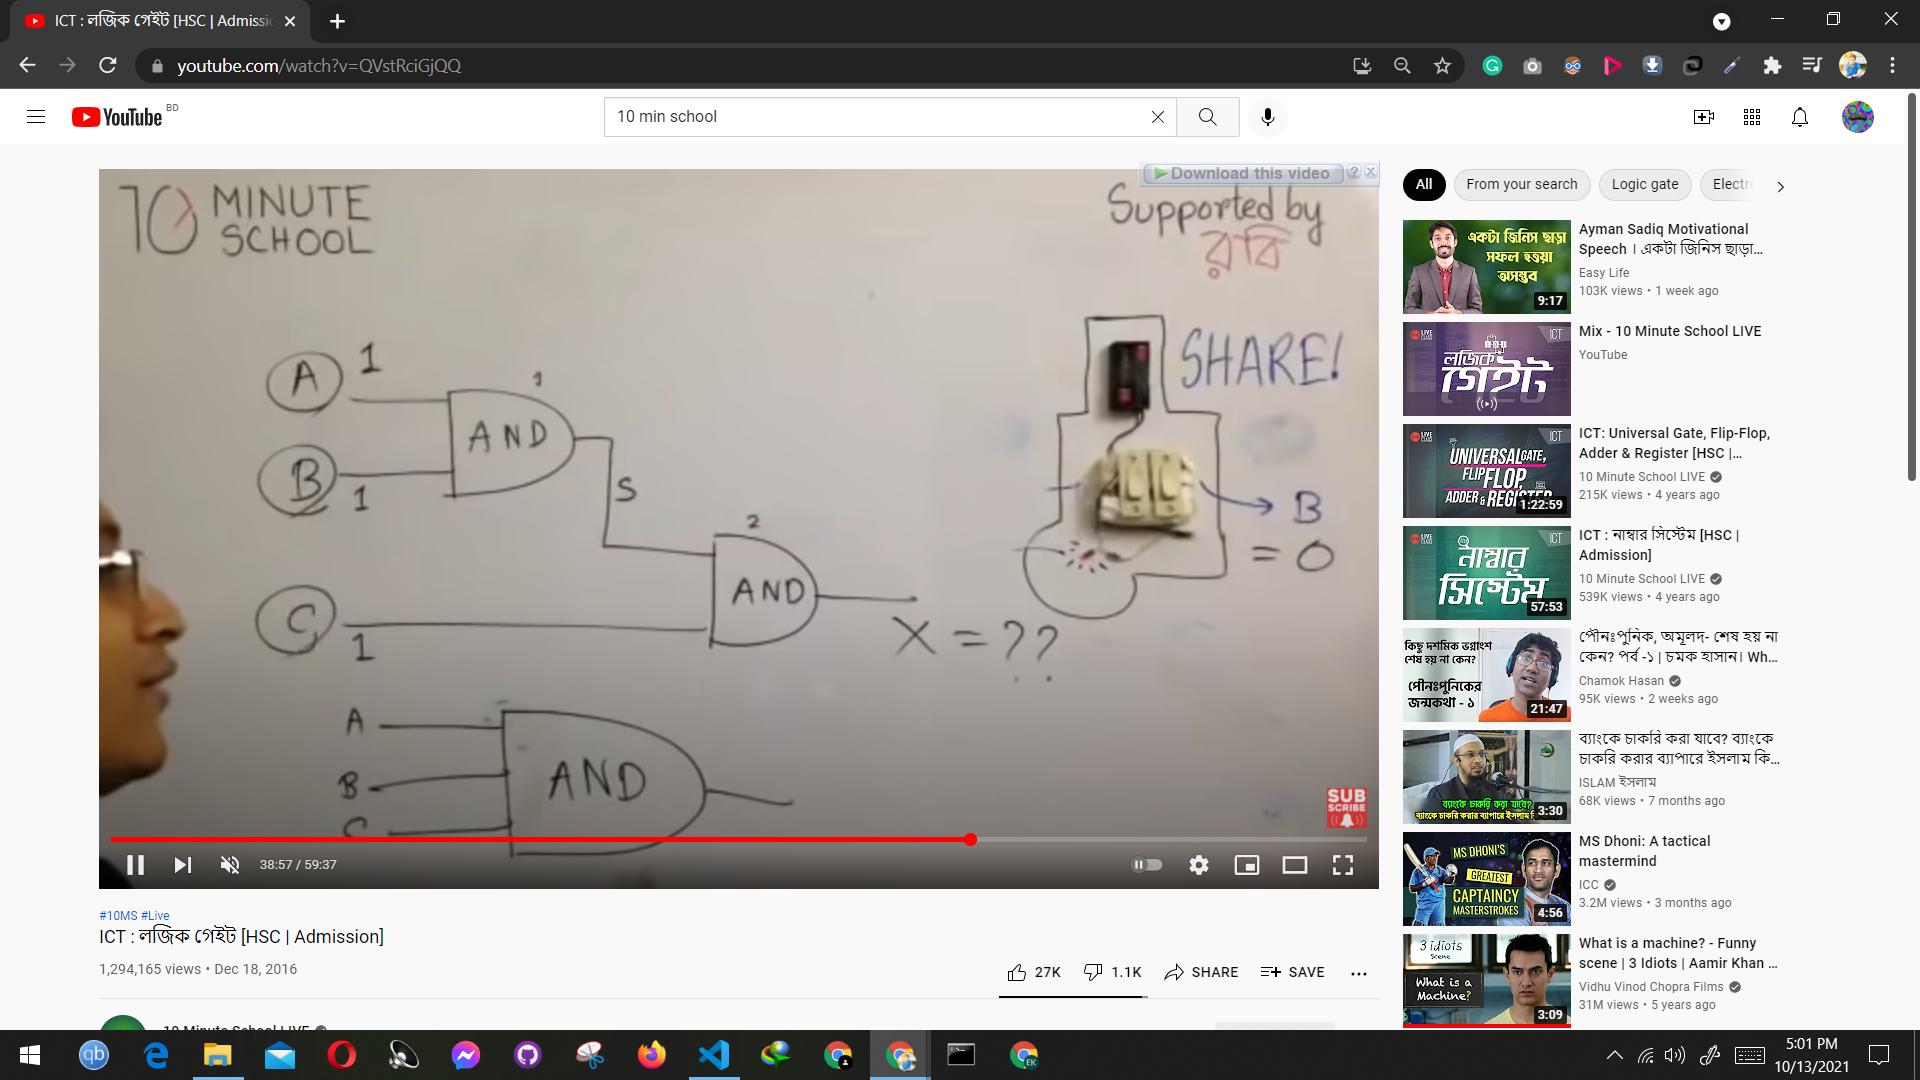 ICT : লজিক গেইট [HSC | Admissi
youtube.com/watch?v=QVstRciGjQQ
YouTube BD
10 min school
Download this video
10 MINUTE SCHOOL
Supported by
রবি
A 1
B 1
C 1
1
AND
S
2
AND
X = ??
SHARE!
B
= 0
A
B
C
AND
SUBSCRIBE
38:57 / 59:37
#10MS #Live
ICT : লজিক গেইট [HSC | Admission]
1,294,165 views • Dec 18, 2016
27K 1.1K SHARE SAVE
10 Minute School LIVE
All From your search Logic gate Electr
একটা জিনিস ছাড়া
সফল হওয়া
অসম্ভব
9:17
Ayman Sadiq Motivational
Speech । একটা জিনিস ছাড়া...
Easy Life
103K views • 1 week ago
LIVE ICT
লজিক
গেইট
Mix - 10 Minute School LIVE
YouTube
LIVE ICT
UNIVERSAL GATE,
FLIP FLOP,
ADDER & REGISTER
1:22:59
ICT: Universal Gate, Flip-Flop,
Adder & Register [HSC |...
10 Minute School LIVE
215K views • 4 years ago
LIVE ICT
নাম্বার
সিস্টেম
57:53
ICT : নাম্বার সিস্টেম [HSC |
Admission]
10 Minute School LIVE
539K views • 4 years ago
কিছু দশমিক ভগ্নাংশ
শেষ হয় না কেন?
পৌনঃপুনিকের
জন্মকথা - ১
21:47
পৌনঃপুনিক, অমূলদ- শেষ হয় না
কেন? পর্ব -১ | চমক হাসান। Wh...
Chamok Hasan
95K views • 2 weeks ago
ব্যাংকে চাকরি করা যাবে?
3:30
ব্যাংকে চাকরি করা যাবে? ব্যাংকে
চাকরি করার ব্যাপারে ইসলাম কি...
ISLAM ইসলাম
68K views • 7 months ago
MS DHONI'S
GREATEST
CAPTAINCY
MASTERSTROKES
4:56
MS Dhoni: A tactical
mastermind
ICC
3.2M views • 3 months ago
3 idiots
Scene
What is a
Machine?
3:09
What is a machine? - Funny
scene | 3 Idiots | Aamir Khan ...
Vidhu Vinod Chopra Films
31M views • 5 years ago
qb
EK
5:01 PM
10/13/2021